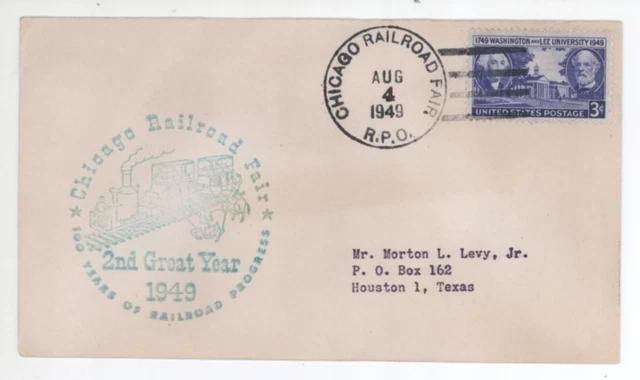 CHICAGO RAILROAD FAIR
AUG
4
1949
R.P.O.
1749 WASHINGTON AND LEE UNIVERSITY 1949
UNITED STATES POSTAGE 3¢
Chicago Railroad Fair
2nd Great Year
1949
100 YEARS OF RAILROAD PROGRESS
Mr. Morton L. Levy, Jr.
P. O. Box 162
Houston 1, Texas